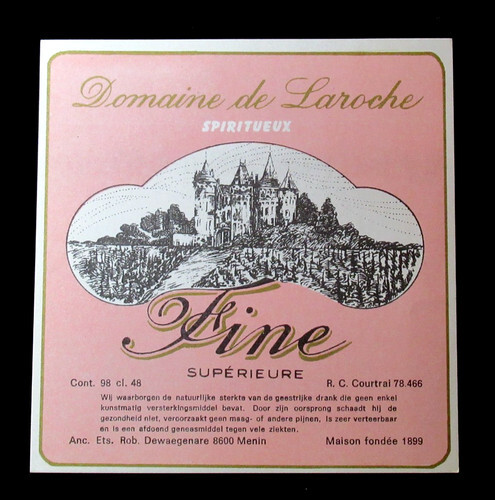 Domaine de Laroche
SPIRITUEUX
Fine
SUPÉRIEURE
Cont. 98 cl. 48 R. C. Courtrai 78.466
Wij waarborgen de natuurlijke sterkte van de geestrijke drank die geen enkel
kunstmatig versterkingsmiddel bevat. Door zijn oorsprong schaadt hij de
gezondheid niet, veroorzaakt geen maag- of andere pijnen, is zeer verteerbaar
en is een afdoend geneesmiddel tegen vele ziekten.
Anc. Ets. Rob. Dewaegenare 8600 Menin Maison fondée 1899